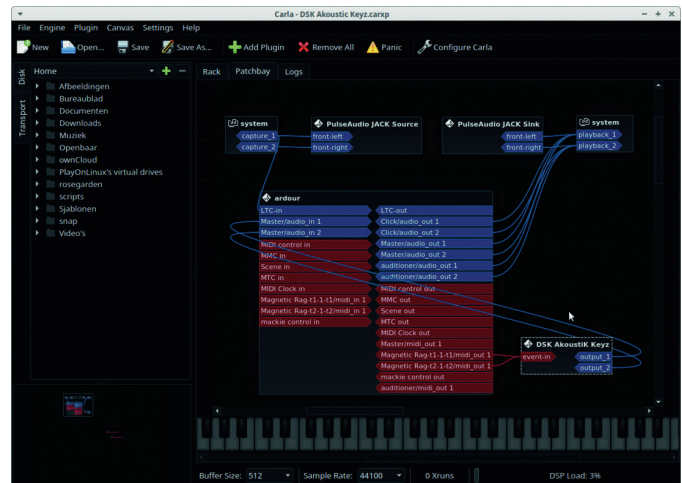 Carla - DSK Akoustic Keyz.carxp
File Engine Plugin Canvas Settings Help
New Open... Save Save As... Add Plugin Remove All Panic Configure Carla
Disk
Transport
Home
Afbeeldingen
Bureaublad
Documenten
Downloads
Muziek
Openbaar
ownCloud
PlayOnLinux's virtual drives
rosegarden
scripts
Sjablonen
snap
Video's
Rack Patchbay Logs
system
capture_1
capture_2
PulseAudio JACK Source
front-left
front-right
PulseAudio JACK Sink
front-left
front-right
system
playback_1
playback_2
ardour
LTC-in LTC-out
Master/audio_in 1 Click/audio_out 1
Master/audio_in 2 Click/audio_out 2
MIDI control in Master/audio_out 1
MMC in Master/audio_out 2
Scene in auditioner/audio_out 1
MTC in auditioner/audio_out 2
MIDI Clock in MIDI control out
Magnetic Rag-t1-1-t1/midi_in 1 MMC out
Magnetic Rag-t2-1-t2/midi_in 1 Scene out
mackie control in MTC out
MIDI Clock out
Master/midi_out 1
Magnetic Rag-t1-1-t1/midi_out 1
Magnetic Rag-t2-1-t2/midi_out 1
mackie control out
auditioner/midi_out 1
DSK AkoustiK Keyz
event-in output_1
output_2
Buffer Size: 512 Sample Rate: 44100 0 Xruns DSP Load: 3%